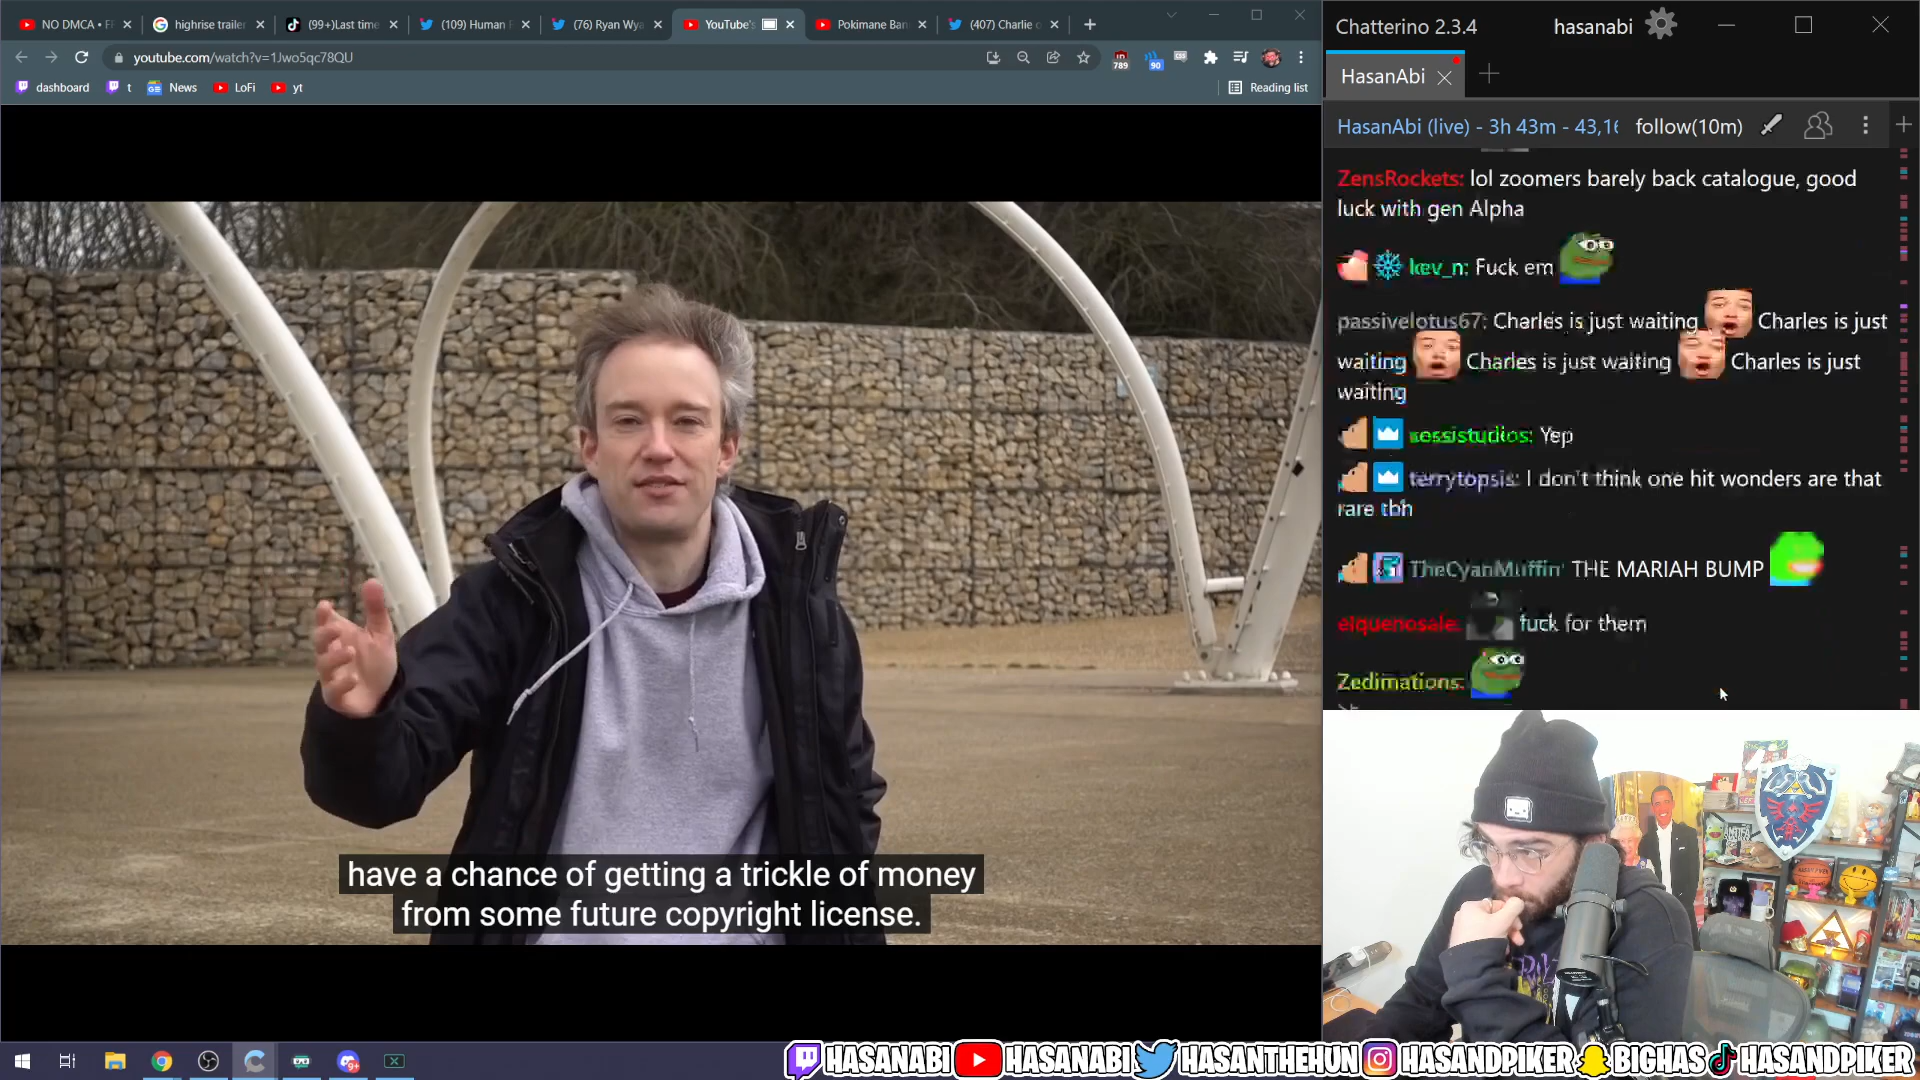 NO DMCA • F
highrise trailer
(99+)Last time
(109) Human F
(76) Ryan Wya
YouTube's
Pokimane Ban
(407) Charlie
youtube.com/watch?v=1Jwo5qc78QU
789
90
dashboard
t
News
LoFi
yt
Reading list
have a chance of getting a trickle of money
from some future copyright license.
Chatterino 2.3.4
hasanabi
HasanAbi
HasanAbi (live) - 3h 43m - 43,16
follow(10m)
ZensRockets: lol zoomers barely back catalogue, good
luck with gen Alpha
kev_n: Fuck em
passivelotus67: Charles is just waiting Charles is just
waiting Charles is just waiting Charles is just
waiting
sessistudios: Yep
terrytopsis: I don't think one hit wonders are that
rare tbh
TheCyanMuffin: THE MARIAH BUMP
elquenosale: fuck for them
Zedimations:
HASANABI HASANABI HASANTHEHUN HASANDPIKER BIGHAS HASANDPIKER